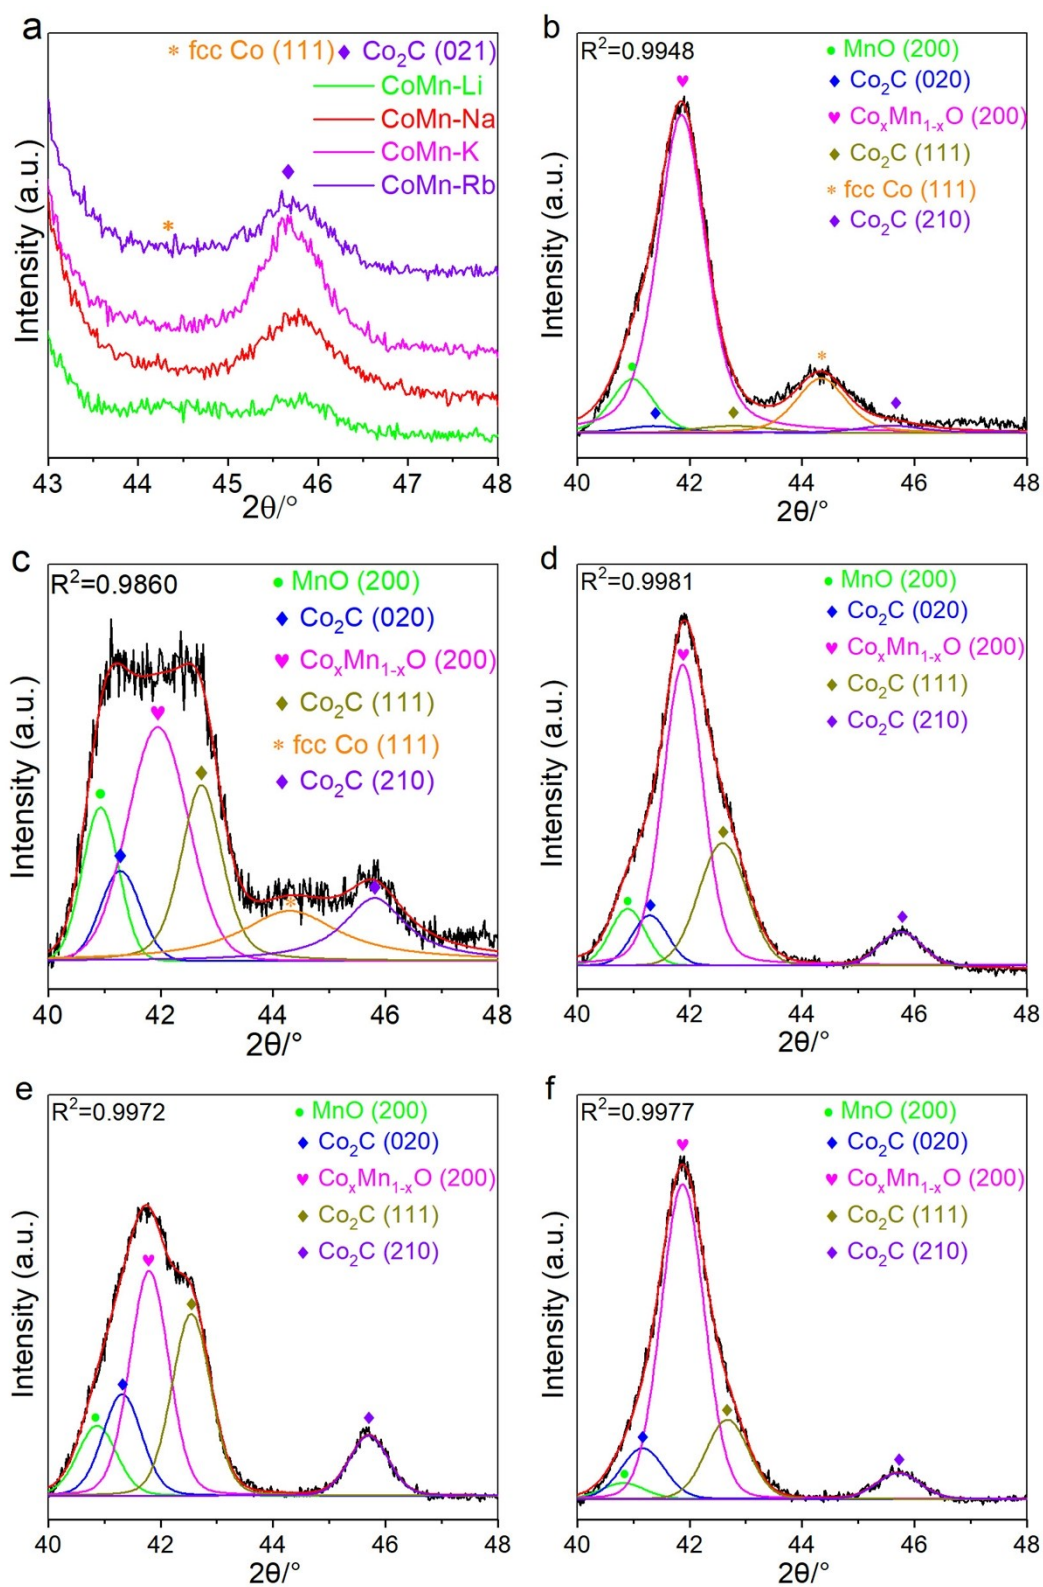 a
* fcc Co (111) ◆ Co₂C (021)
CoMn-Li
CoMn-Na
CoMn-K
CoMn-Rb
Intensity (a.u.)
43 44 45 46 47 48
2θ/°
b
R²=0.9948
MnO (200)
Co₂C (020)
CoₓMn₁₋ₓO (200)
Co₂C (111)
* fcc Co (111)
Co₂C (210)
Intensity (a.u.)
40 42 44 46 48
2θ/°
c
R²=0.9860
MnO (200)
Co₂C (020)
CoₓMn₁₋ₓO (200)
Co₂C (111)
* fcc Co (111)
Co₂C (210)
Intensity (a.u.)
40 42 44 46 48
2θ/°
d
R²=0.9981
MnO (200)
Co₂C (020)
CoₓMn₁₋ₓO (200)
Co₂C (111)
Co₂C (210)
Intensity (a.u.)
40 42 44 46 48
2θ/°
e
R²=0.9972
MnO (200)
Co₂C (020)
CoₓMn₁₋ₓO (200)
Co₂C (111)
Co₂C (210)
Intensity (a.u.)
40 42 44 46 48
2θ/°
f
R²=0.9977
MnO (200)
Co₂C (020)
CoₓMn₁₋ₓO (200)
Co₂C (111)
Co₂C (210)
Intensity (a.u.)
40 42 44 46 48
2θ/°